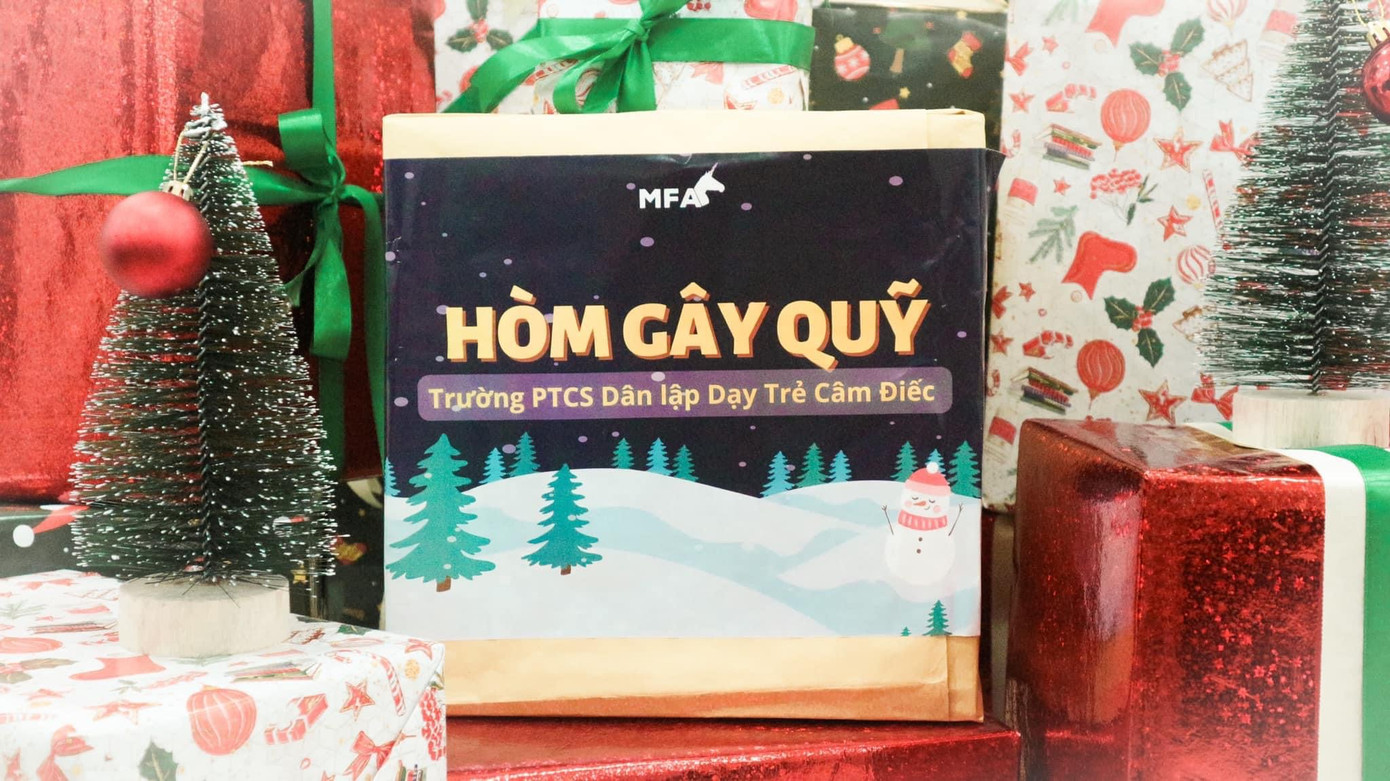 MFA
HÒM GÂY QUỸ
Trường PTCS Dân lập Dạy Trẻ Câm Điếc